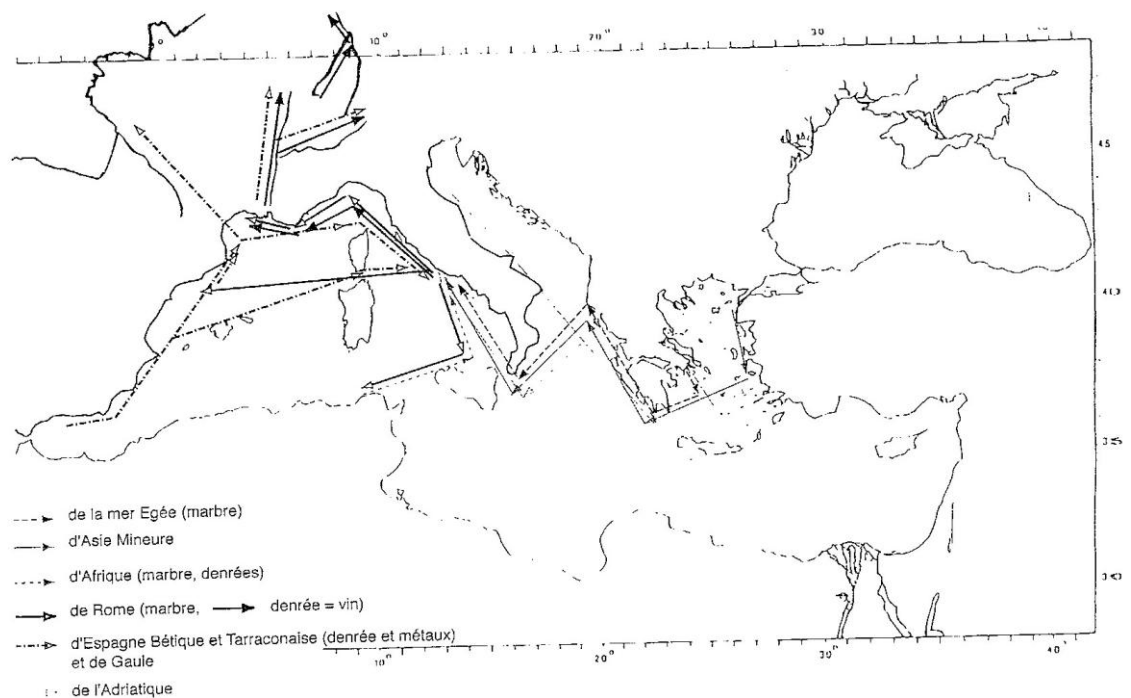 10°
20°
30
40
45
40
35
30
de la mer Egée (marbre)
d'Asie Mineure
d'Afrique (marbre, denrées)
de Rome (marbre, denrée = vin)
d'Espagne Bétique et Tarraconaise (denrée et métaux)
et de Gaule
de l'Adriatique
10°
20°
30°
40